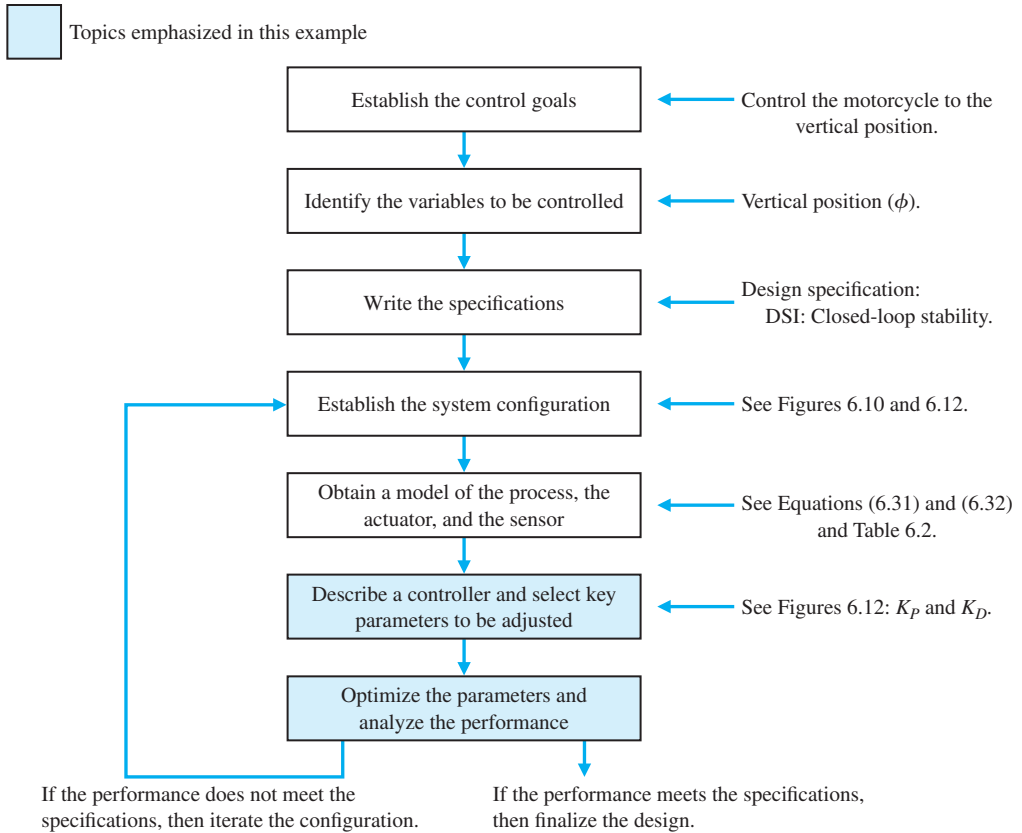 Topics emphasized in this example
Establish the control goals
Control the motorcycle to the
vertical position.
Identify the variables to be controlled
Vertical position (ϕ).
Write the specifications
Design specification:
DSI: Closed-loop stability.
Establish the system configuration
See Figures 6.10 and 6.12.
Obtain a model of the process, the
actuator, and the sensor
See Equations (6.31) and (6.32)
and Table 6.2.
Describe a controller and select key
parameters to be adjusted
See Figures 6.12: K_P and K_D.
Optimize the parameters and
analyze the performance
If the performance does not meet the
specifications, then iterate the configuration.
If the performance meets the specifications,
then finalize the design.